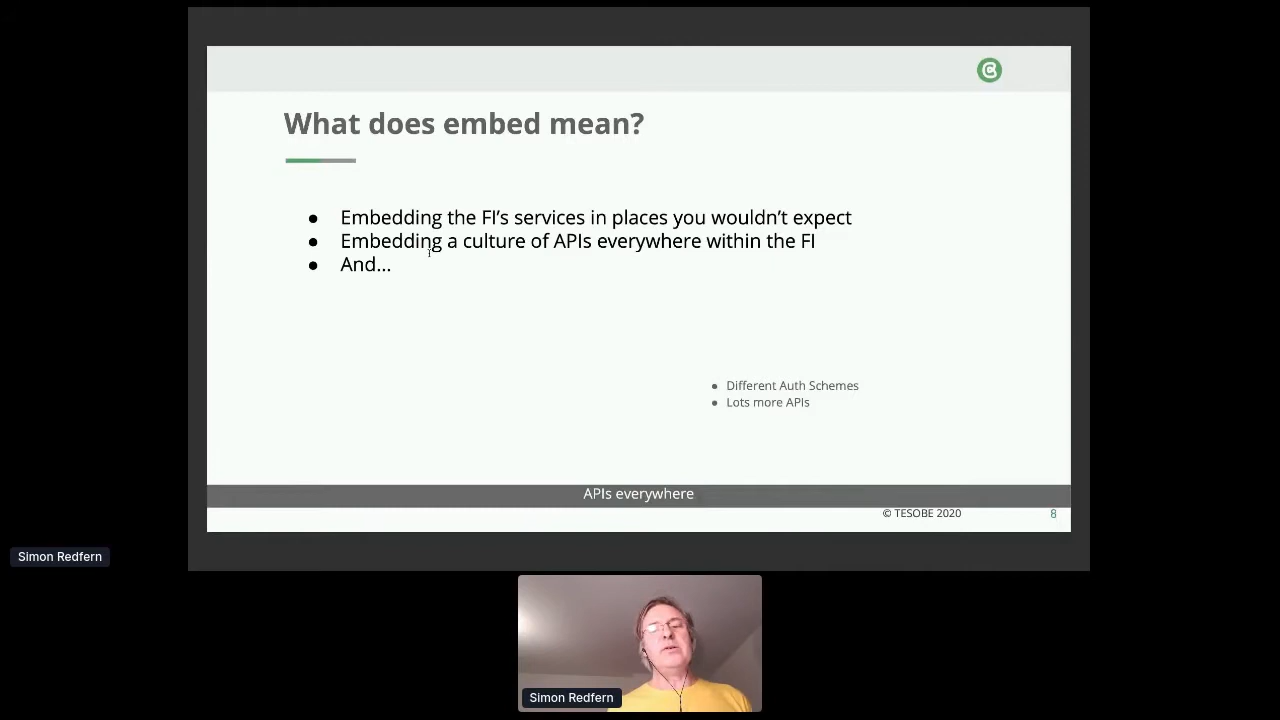 What does embed mean?
● Embedding the FI’s services in places you wouldn’t expect
● Embedding a culture of APIs everywhere within the FI
● And...
● Different Auth Schemes
● Lots more APIs
APIs everywhere
© TESOBE 2020
8
Simon Redfern
Simon Redfern